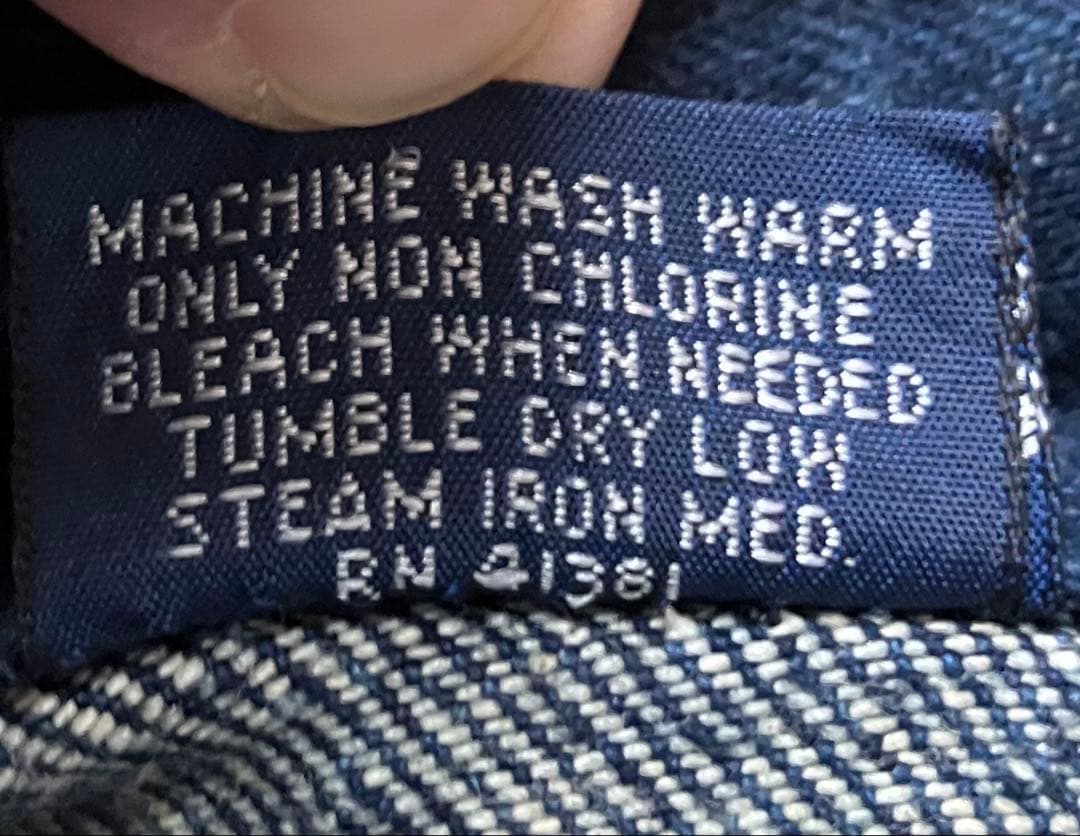 MACHINE WASH WARM
ONLY NON CHLORINE
BLEACH WHEN NEEDED
TUMBLE DRY LOW
STEAM IRON MED.
RN 41381